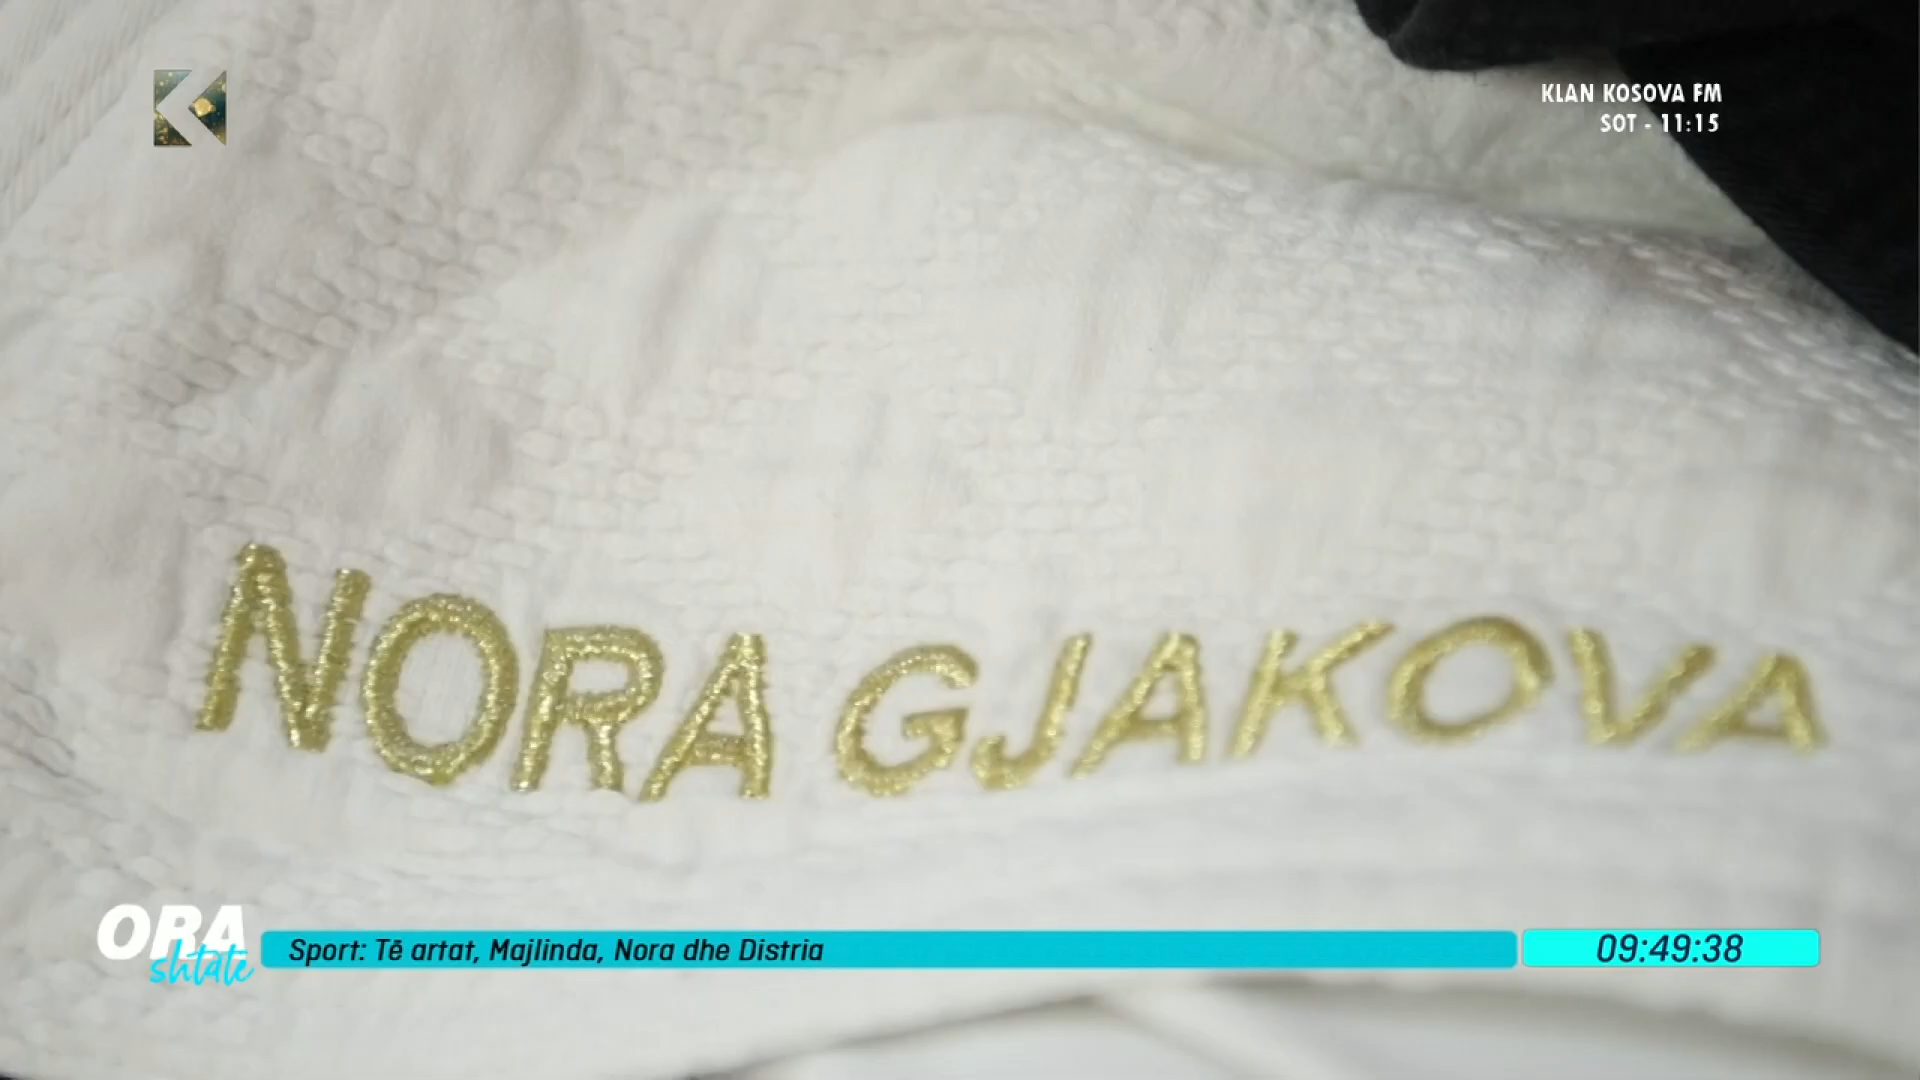 KLAN KOSOVA FM
SOT - 11:15
NORA GJAKOVA
ORA
shtatë
Sport: Të artat, Majlinda, Nora dhe Distria
09:49:38